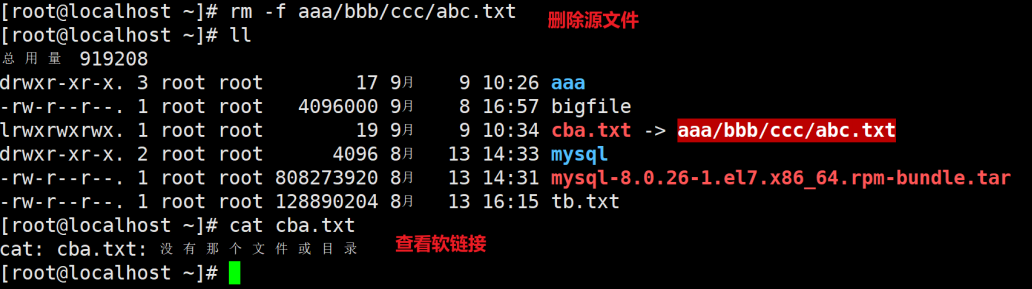 [root@localhost ~]# rm -f aaa/bbb/ccc/abc.txt 删除源文件
[root@localhost ~]# ll
总用量 919208
drwxr-xr-x. 3 root root 17 9月 9 10:26 aaa
-rw-r--r--. 1 root root 4096000 9月 8 16:57 bigfile
lrwxrwxrwx. 1 root root 19 9月 9 10:34 cba.txt -> aaa/bbb/ccc/abc.txt
drwxr-xr-x. 2 root root 4096 8月 13 14:33 mysql
-rw-r--r--. 1 root root 808273920 8月 13 14:31 mysql-8.0.26-1.el7.x86_64.rpm-bundle.tar
-rw-r--r--. 1 root root 128890204 8月 13 16:15 tb.txt
[root@localhost ~]# cat cba.txt
cat: cba.txt: 没有那个文件或目录 查看软链接
[root@localhost ~]#